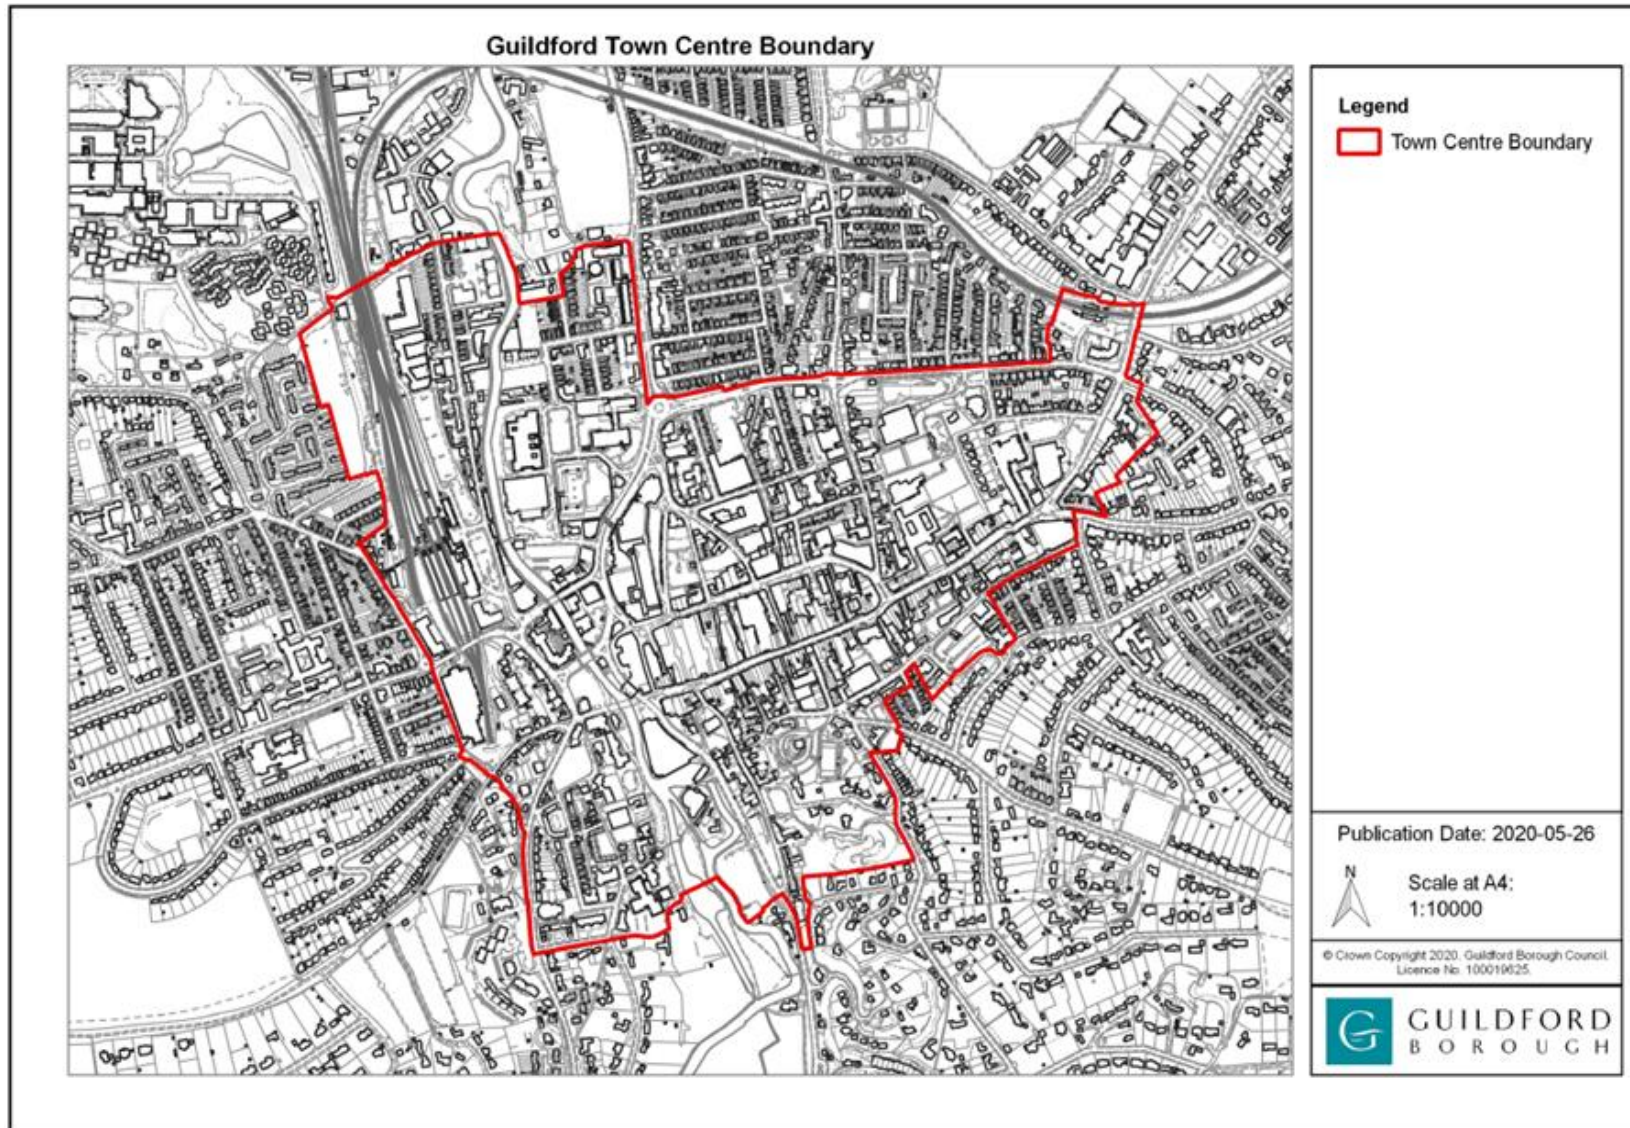 Guildford Town Centre Boundary
Legend
Town Centre Boundary
Publication Date: 2020-05-26
N
Scale at A4:
1:10000
© Crown Copyright 2020. Guildford Borough Council.
Licence No. 100019625.
G
GUILDFORD
BOROUGH